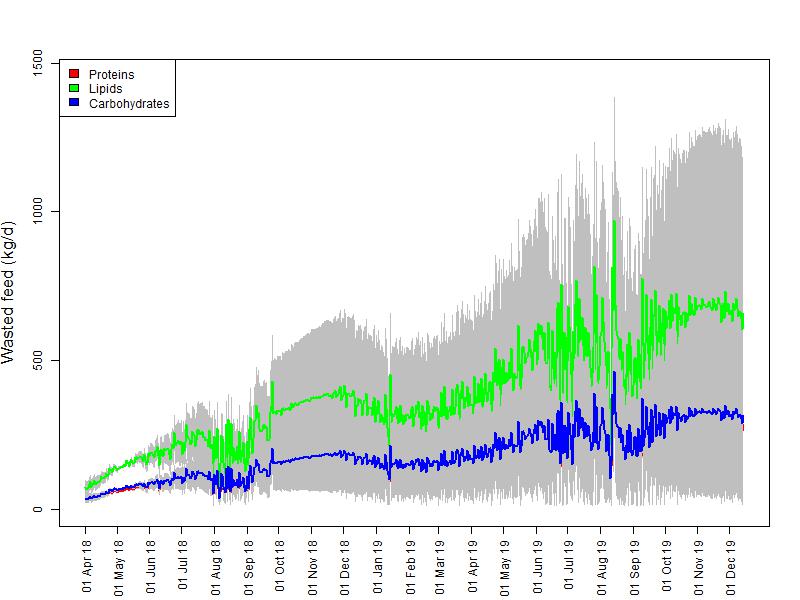 Proteins
Lipids
Carbohydrates
Wasted feed (kg/d)
1500
1000
500
0
01 Apr 18
01 May 18
01 Jun 18
01 Jul 18
01 Aug 18
01 Sep 18
01 Oct 18
01 Nov 18
01 Dec 18
01 Jan 19
01 Feb 19
01 Mar 19
01 Apr 19
01 May 19
01 Jun 19
01 Jul 19
01 Aug 19
01 Sep 19
01 Oct 19
01 Nov 19
01 Dec 19